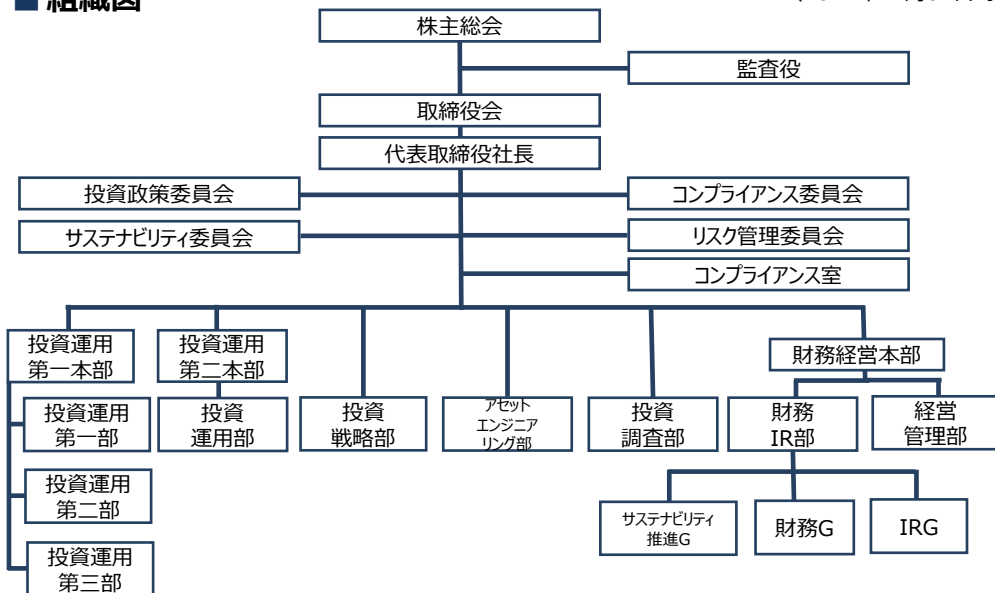 ■ 組織図
株主総会
監査役
取締役会
代表取締役社長
投資政策委員会
コンプライアンス委員会
サステナビリティ委員会
リスク管理委員会
コンプライアンス室
投資運用
第一本部
投資運用
第二本部
財務経営本部
投資運用
第一部
投資
運用部
投資
戦略部
アセット
エンジニア
リング部
投資
調査部
財務
IR部
経営
管理部
投資運用
第二部
サステナビリティ
推進G
財務G
IRG
投資運用
第三部